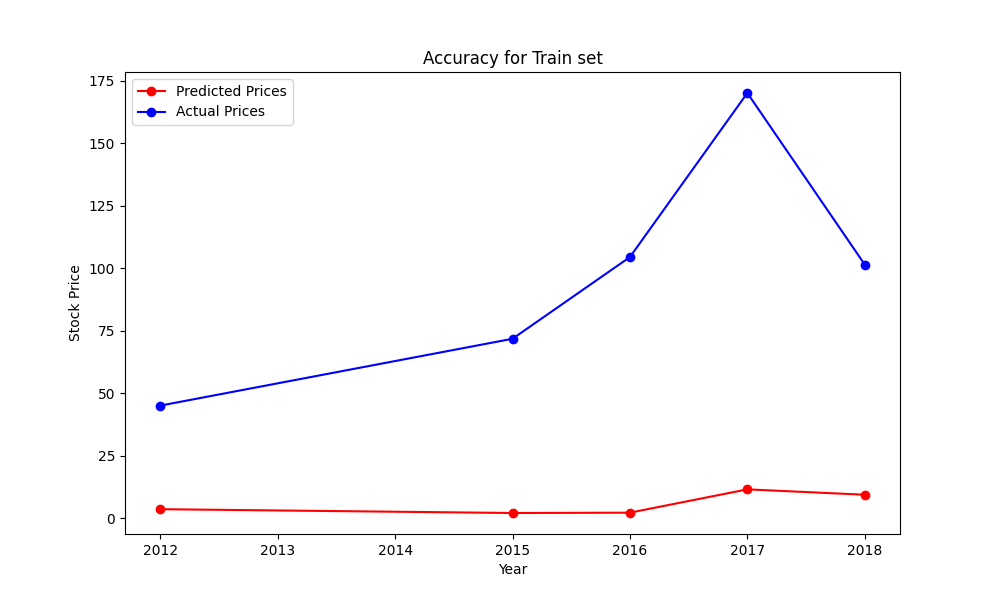 Accuracy for Train set
Predicted Prices
Actual Prices
175
150
125
100
75
50
25
0
Stock Price
2012 2013 2014 2015 2016 2017 2018
Year